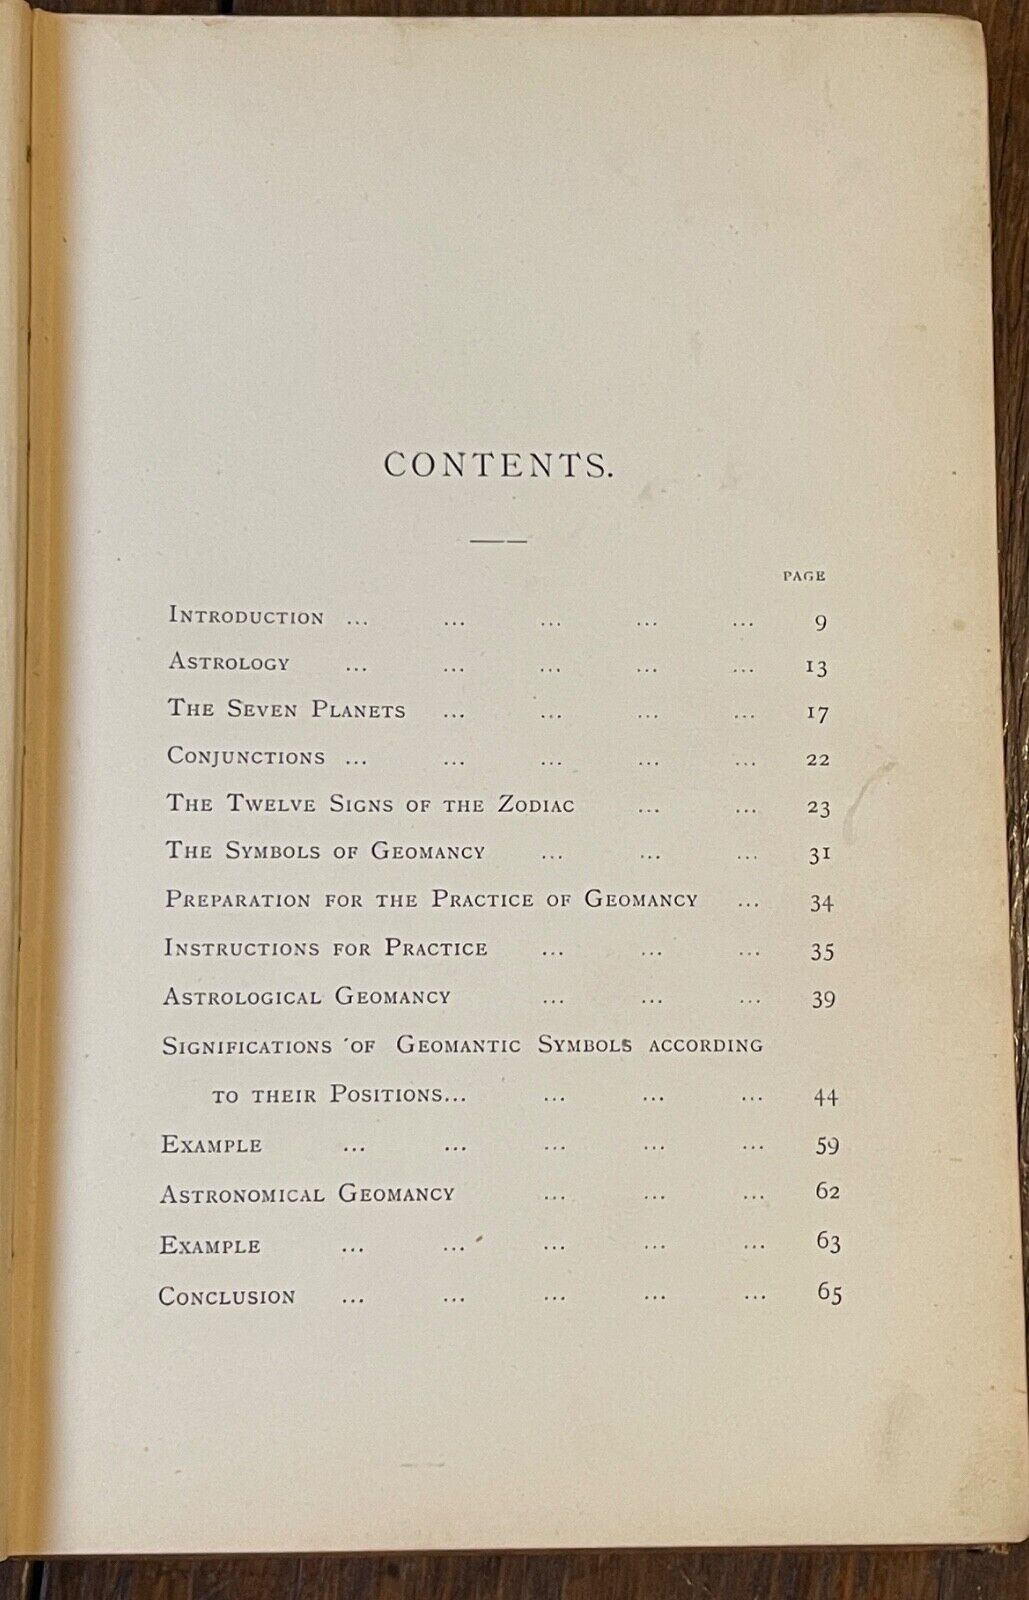 CONTENTS.
PAGE
INTRODUCTION ... ... ... ... ... 9
ASTROLOGY ... ... ... ... ... 13
THE SEVEN PLANETS ... ... ... ... 17
CONJUNCTIONS ... ... ... ... ... 22
THE TWELVE SIGNS OF THE ZODIAC ... ... 23
THE SYMBOLS OF GEOMANCY ... ... ... 31
PREPARATION FOR THE PRACTICE OF GEOMANCY ... 34
INSTRUCTIONS FOR PRACTICE ... ... ... 35
ASTROLOGICAL GEOMANCY ... ... ... 39
SIGNIFICATIONS OF GEOMANTIC SYMBOLS ACCORDING
TO THEIR POSITIONS... ... ... ... 44
EXAMPLE ... ... ... ... ... 59
ASTRONOMICAL GEOMANCY ... ... ... 62
EXAMPLE ... ... ... ... ... 63
CONCLUSION ... ... ... ... ... 65